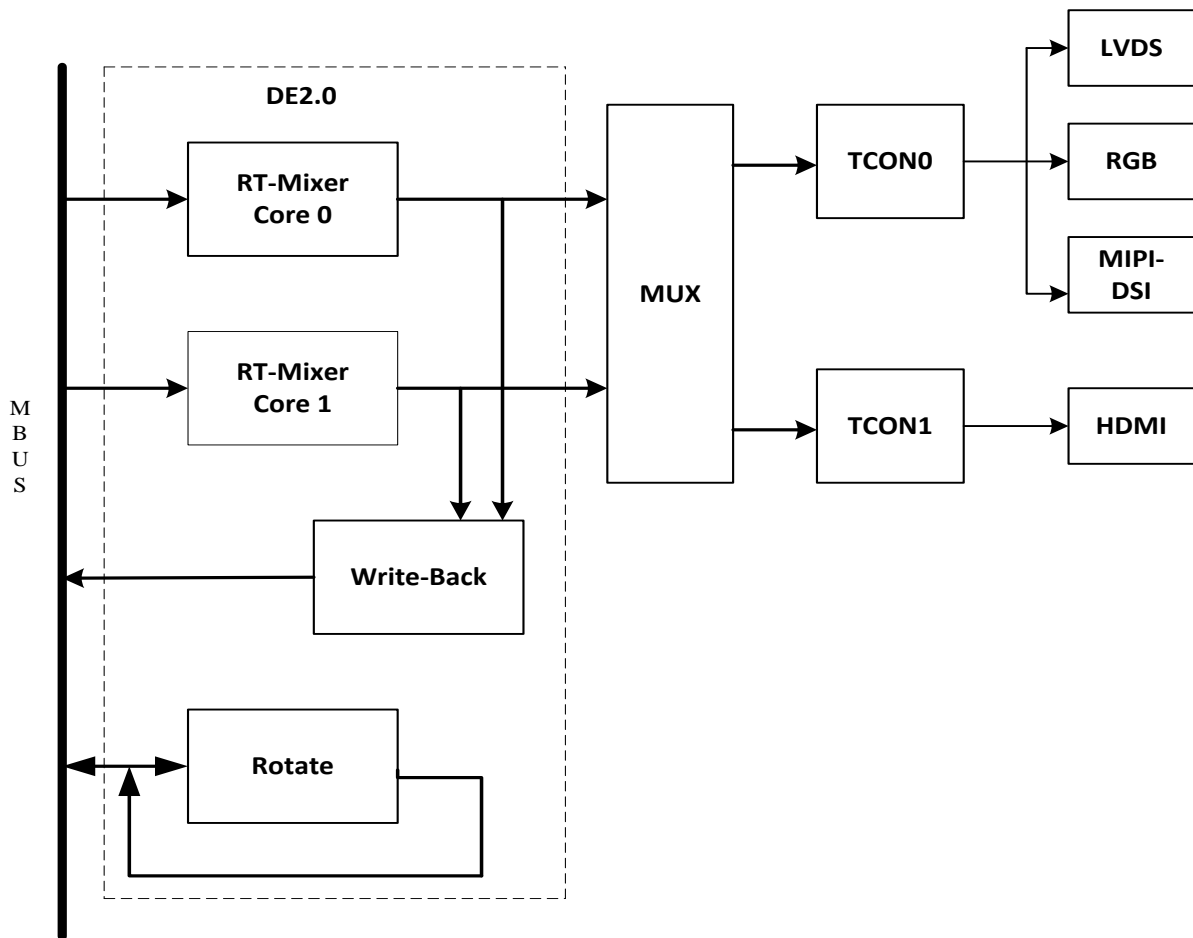 DE2.0
RT-Mixer
Core 0
RT-Mixer
Core 1
Write-Back
Rotate
M
B
U
S
MUX
TCON0
TCON1
LVDS
RGB
MIPI-
DSI
HDMI